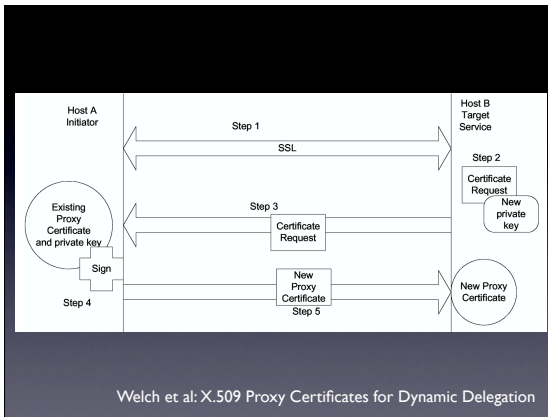 Host A
Initiator
Host B
Target
Service
Step 1
SSL
Step 2
Certificate
Request
New
private
key
Step 3
Certificate
Request
Existing
Proxy
Certificate
and private key
Sign
Step 4
New
Proxy
Certificate
Step 5
New Proxy
Certificate
Welch et al: X.509 Proxy Certificates for Dynamic Delegation